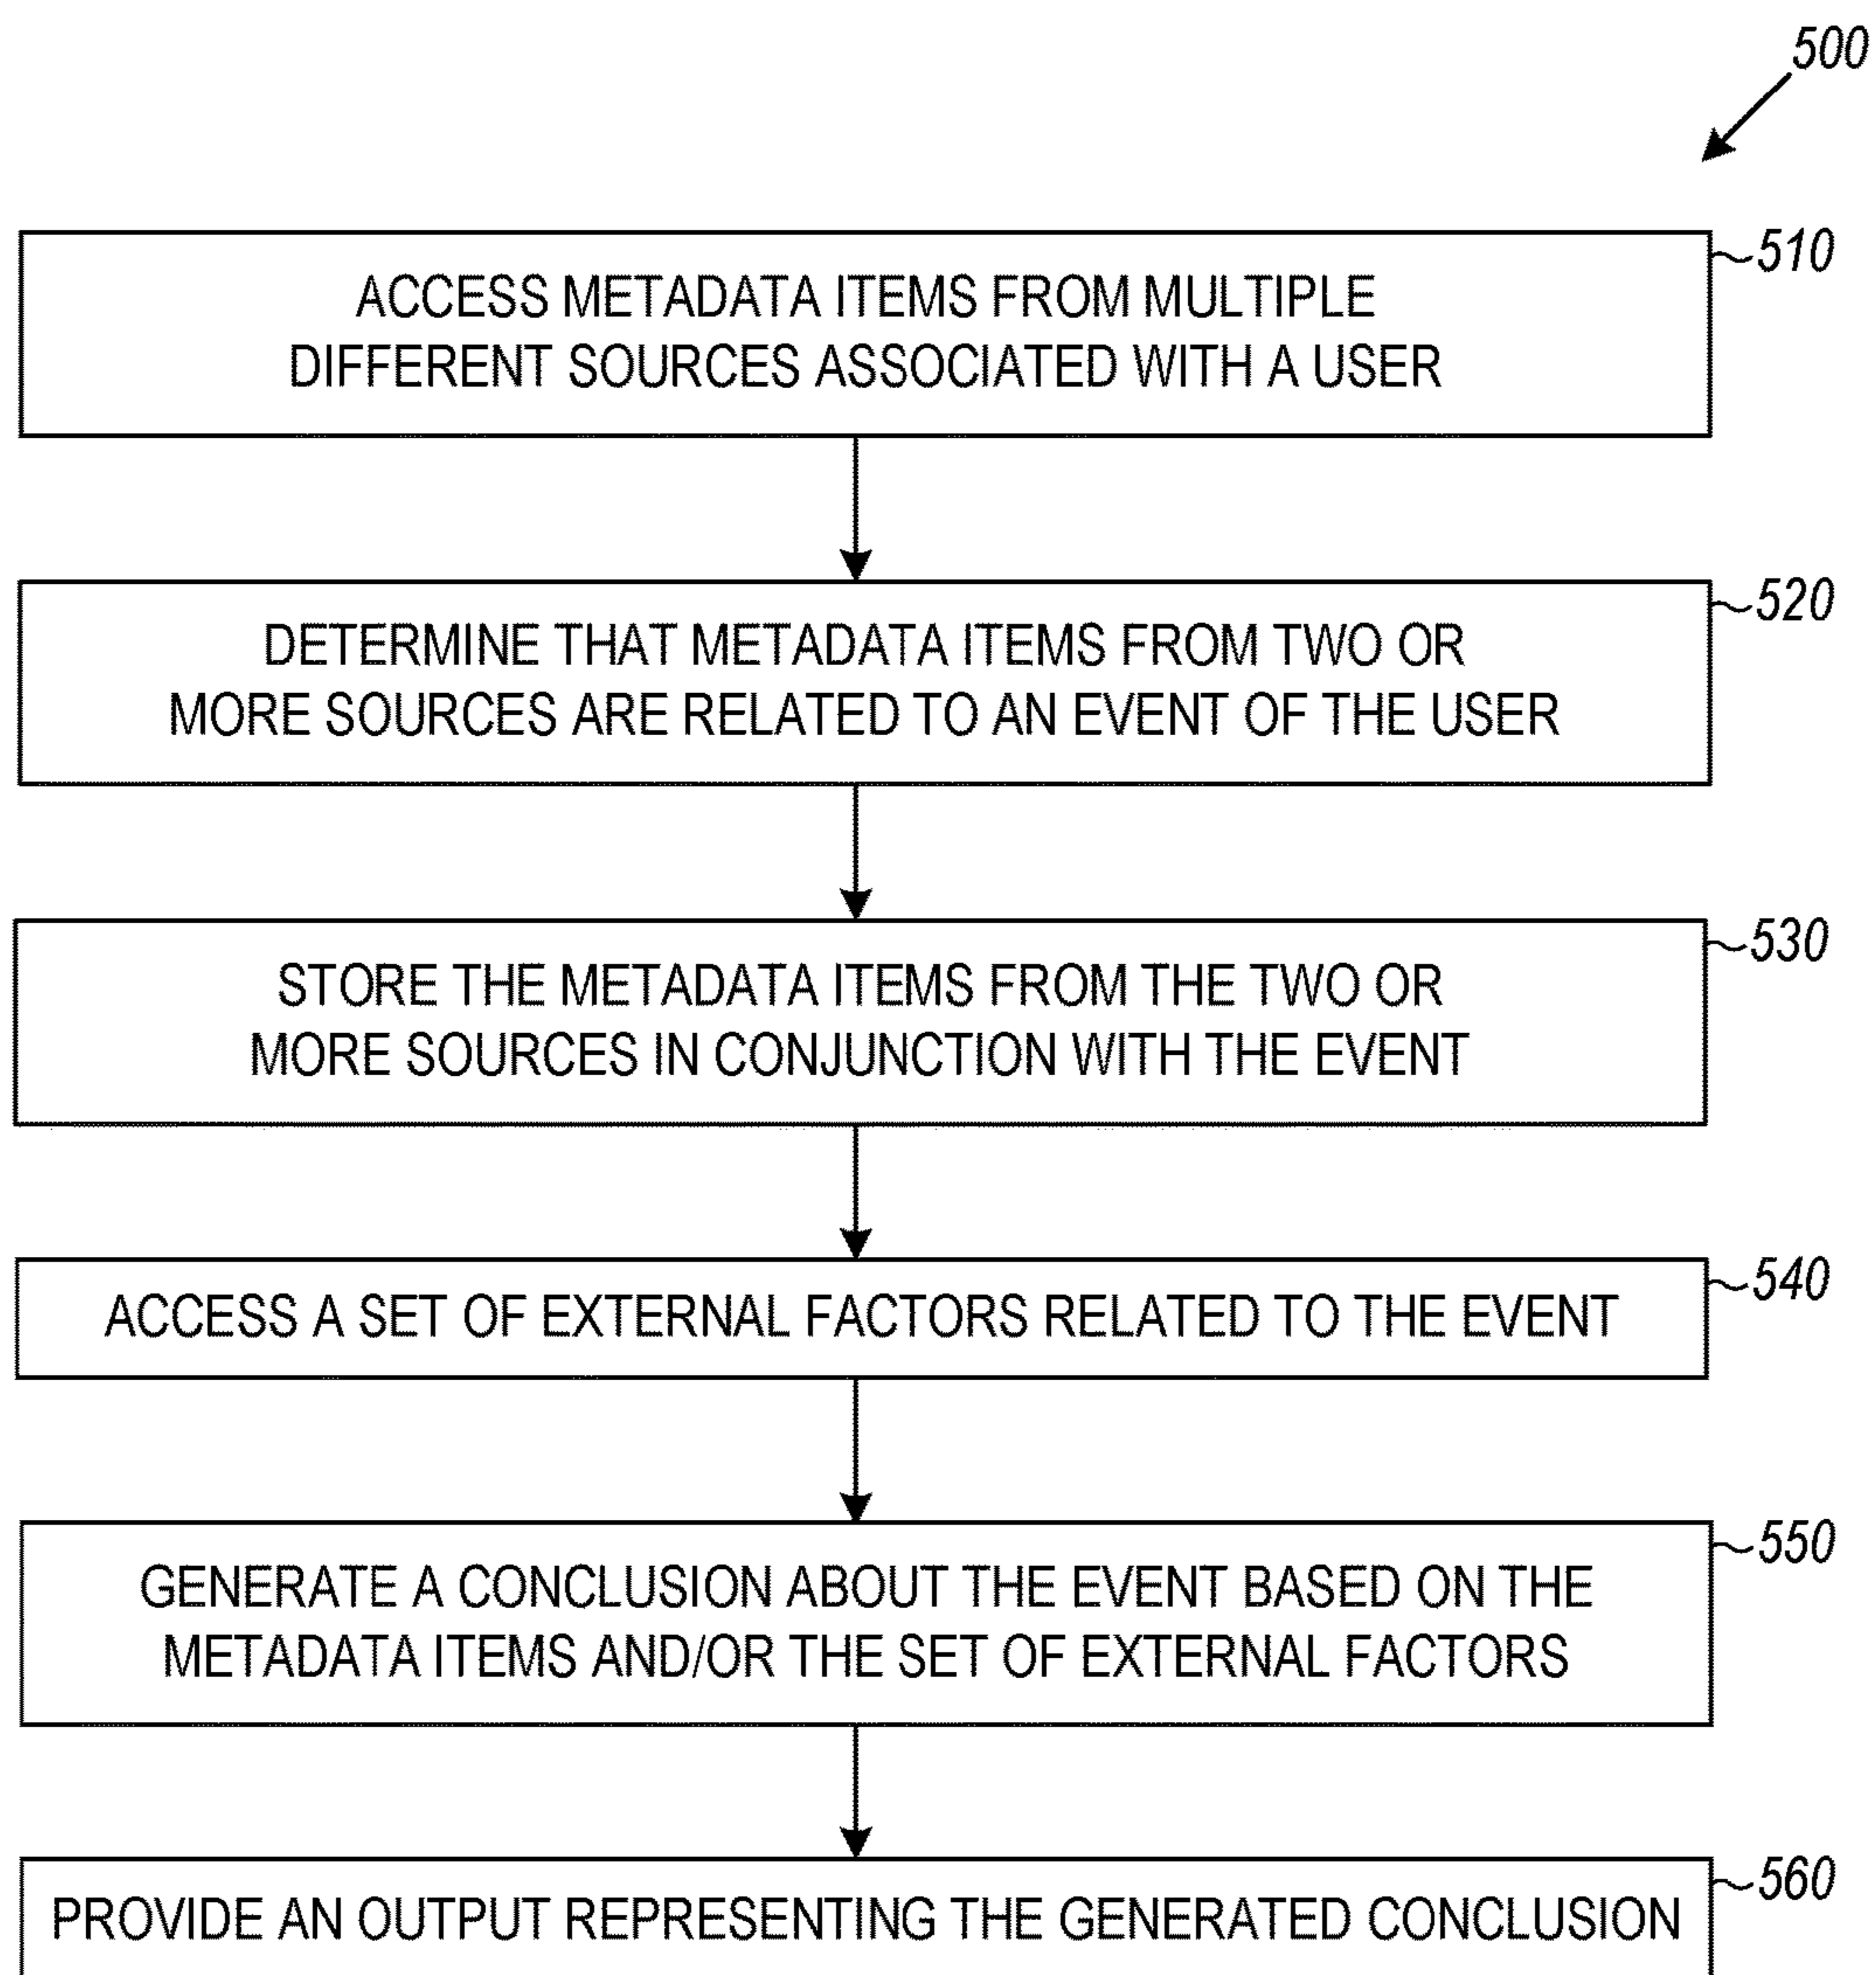 500
510
ACCESS METADATA ITEMS FROM MULTIPLE
DIFFERENT SOURCES ASSOCIATED WITH A USER
520
DETERMINE THAT METADATA ITEMS FROM TWO OR
MORE SOURCES ARE RELATED TO AN EVENT OF THE USER
530
STORE THE METADATA ITEMS FROM THE TWO OR
MORE SOURCES IN CONJUNCTION WITH THE EVENT
540
ACCESS A SET OF EXTERNAL FACTORS RELATED TO THE EVENT
550
GENERATE A CONCLUSION ABOUT THE EVENT BASED ON THE
METADATA ITEMS AND/OR THE SET OF EXTERNAL FACTORS
560
PROVIDE AN OUTPUT REPRESENTING THE GENERATED CONCLUSION